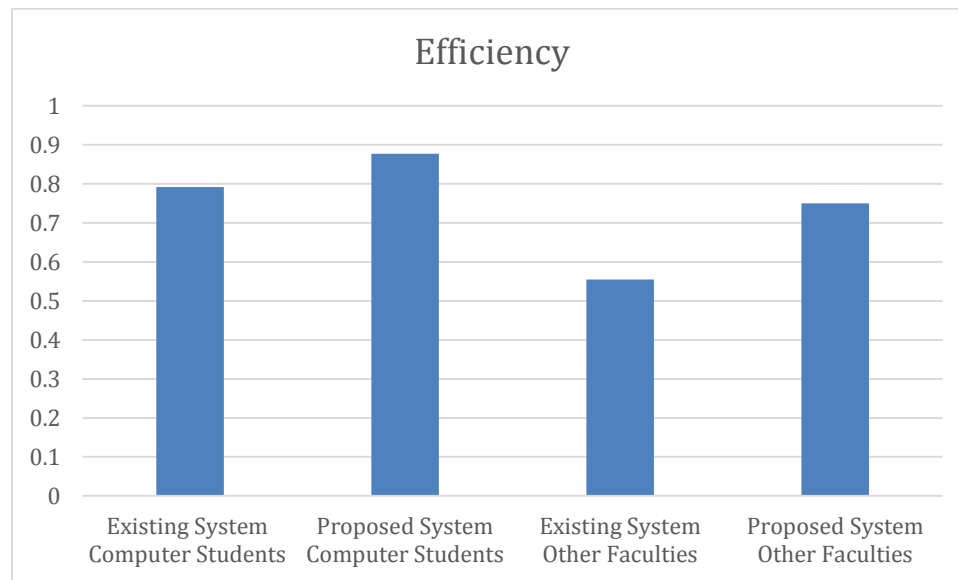 Efficiency
1
0.9
0.8
0.7
0.6
0.5
0.4
0.3
0.2
0.1
0
Existing System
Computer Students
Proposed System
Computer Students
Existing System
Other Faculties
Proposed System
Other Faculties